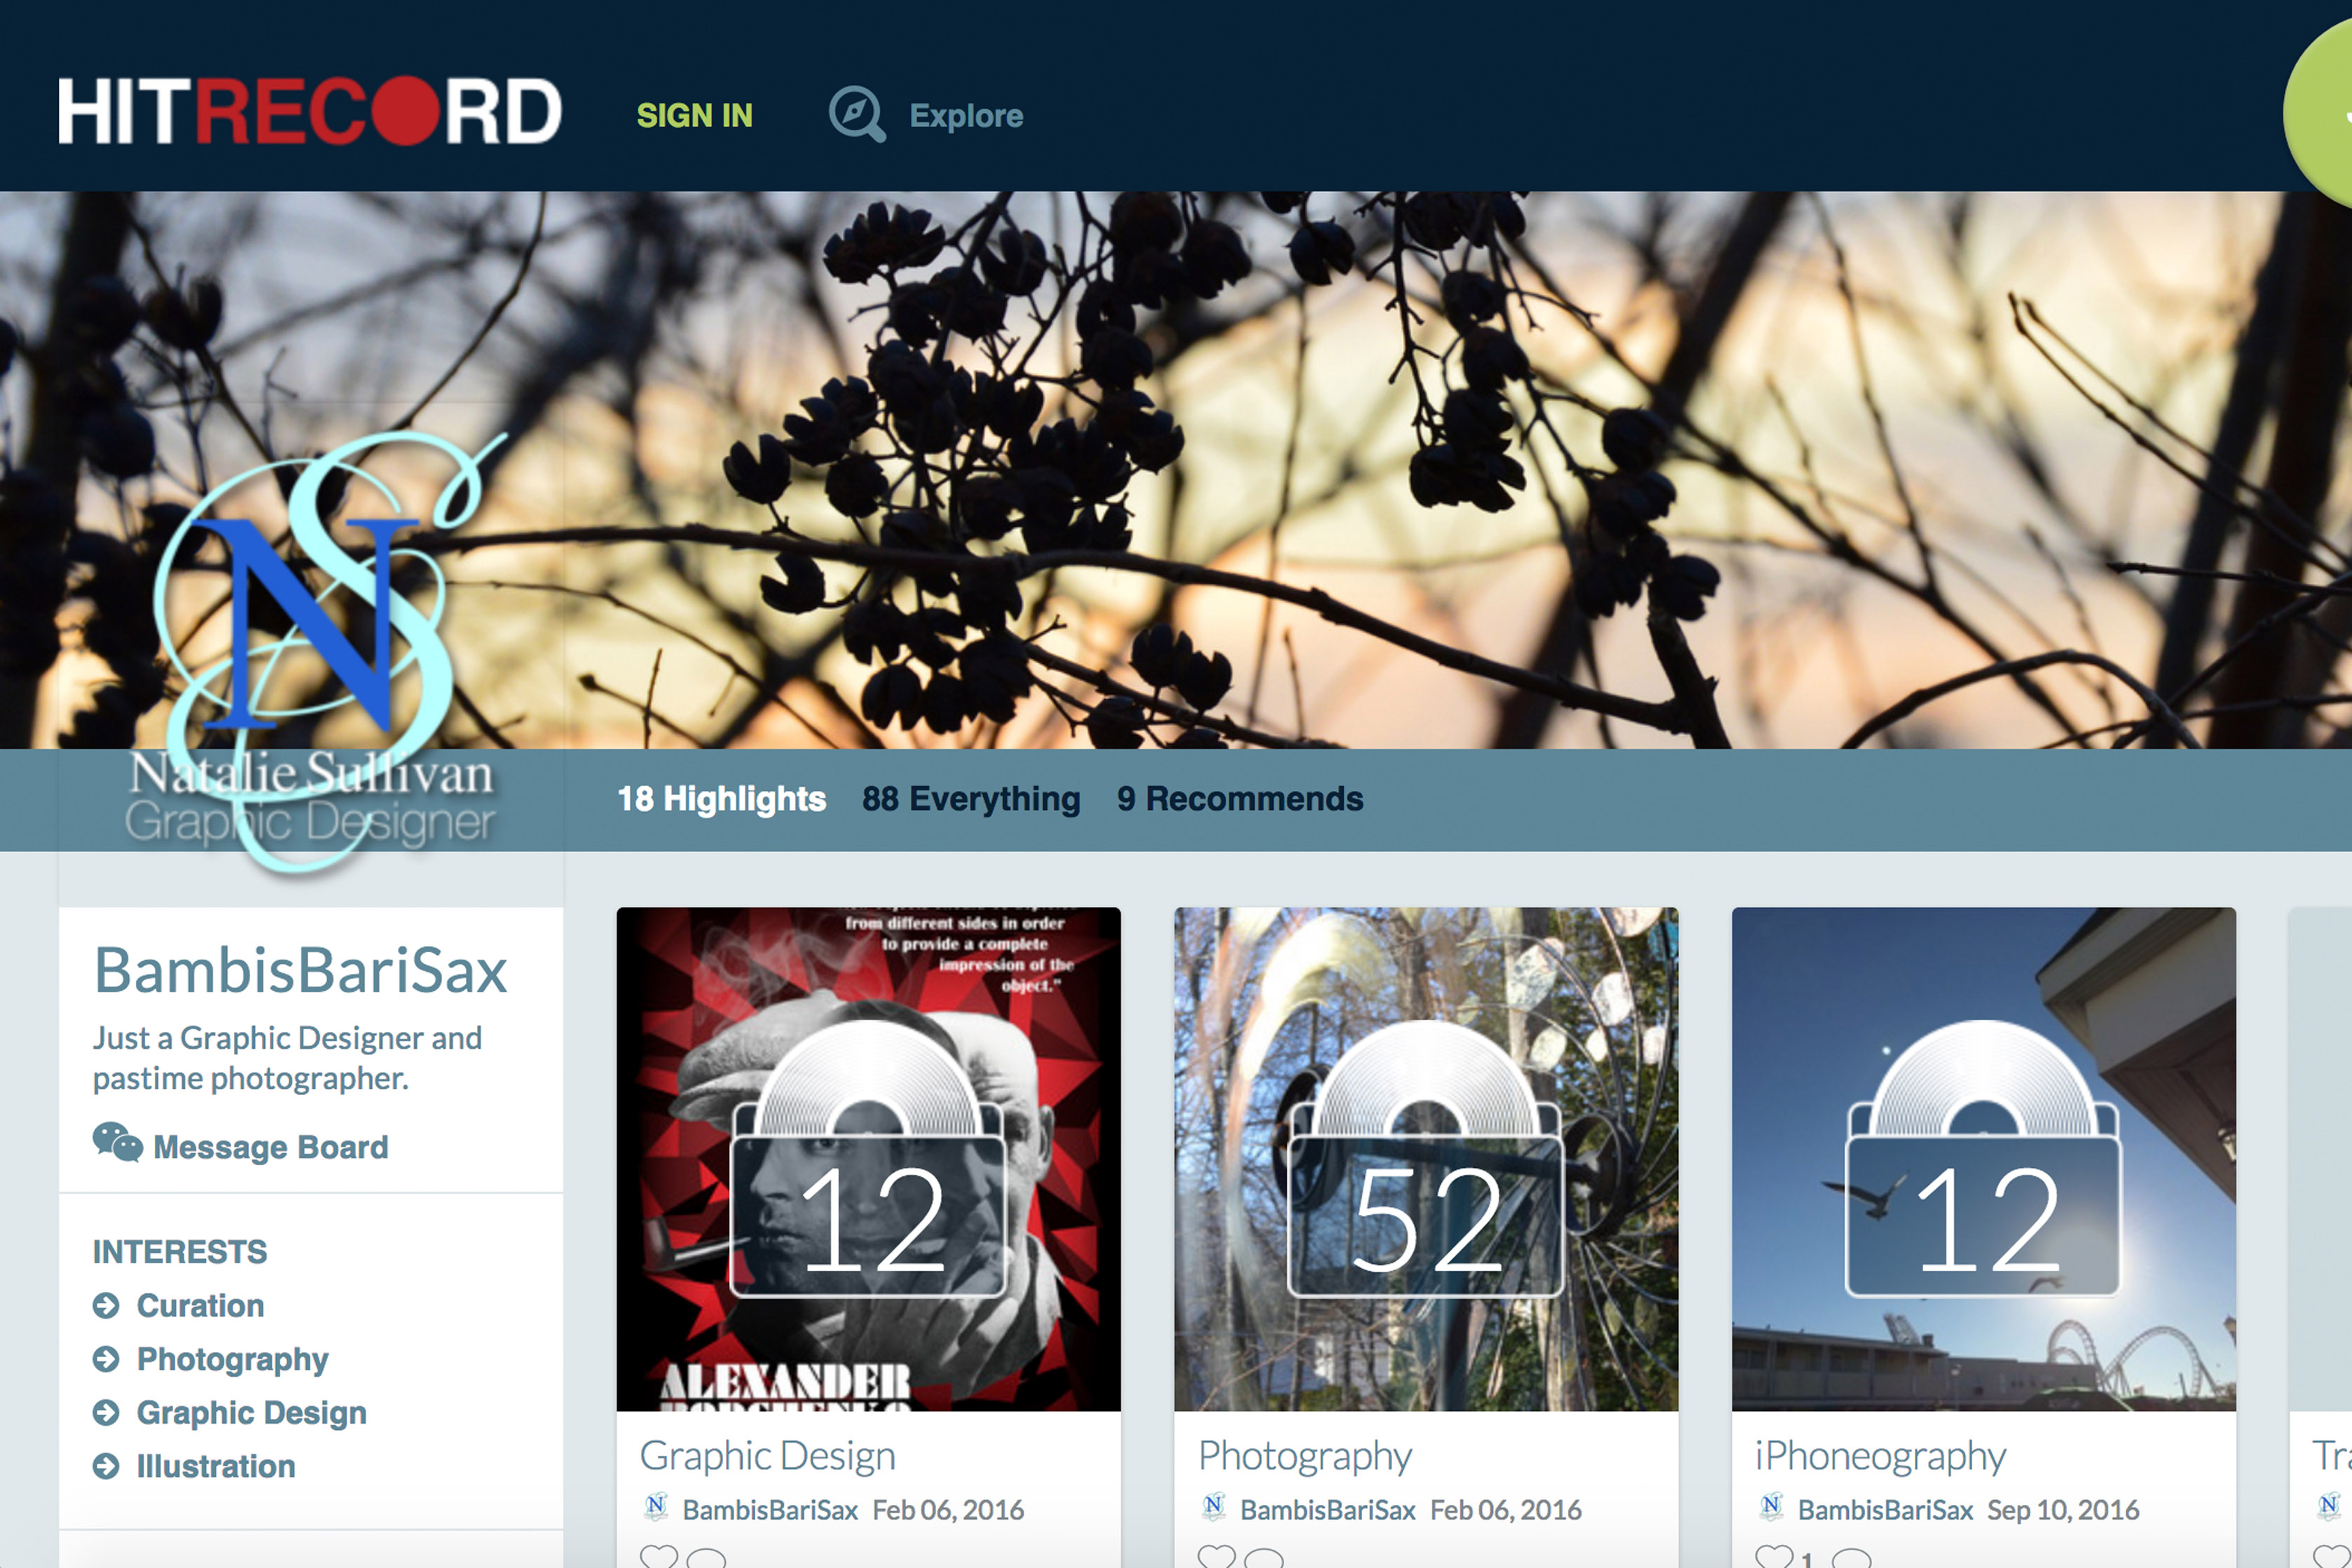 HITRECORD
SIGN IN
Explore
NS
Natalie Sullivan
Graphic Designer
18 Highlights 88 Everything 9 Recommends
BambisBariSax
Just a Graphic Designer and
pastime photographer.
Message Board
INTERESTS
Curation
Photography
Graphic Design
Illustration
from different sides in order
to provide a complete
impression of the
object."
12
ALEXANDER
Graphic Design
N BambisBariSax Feb 06, 2016
52
Photography
N BambisBariSax Feb 06, 2016
12
iPhoneography
N BambisBariSax Sep 10, 2016
1
N